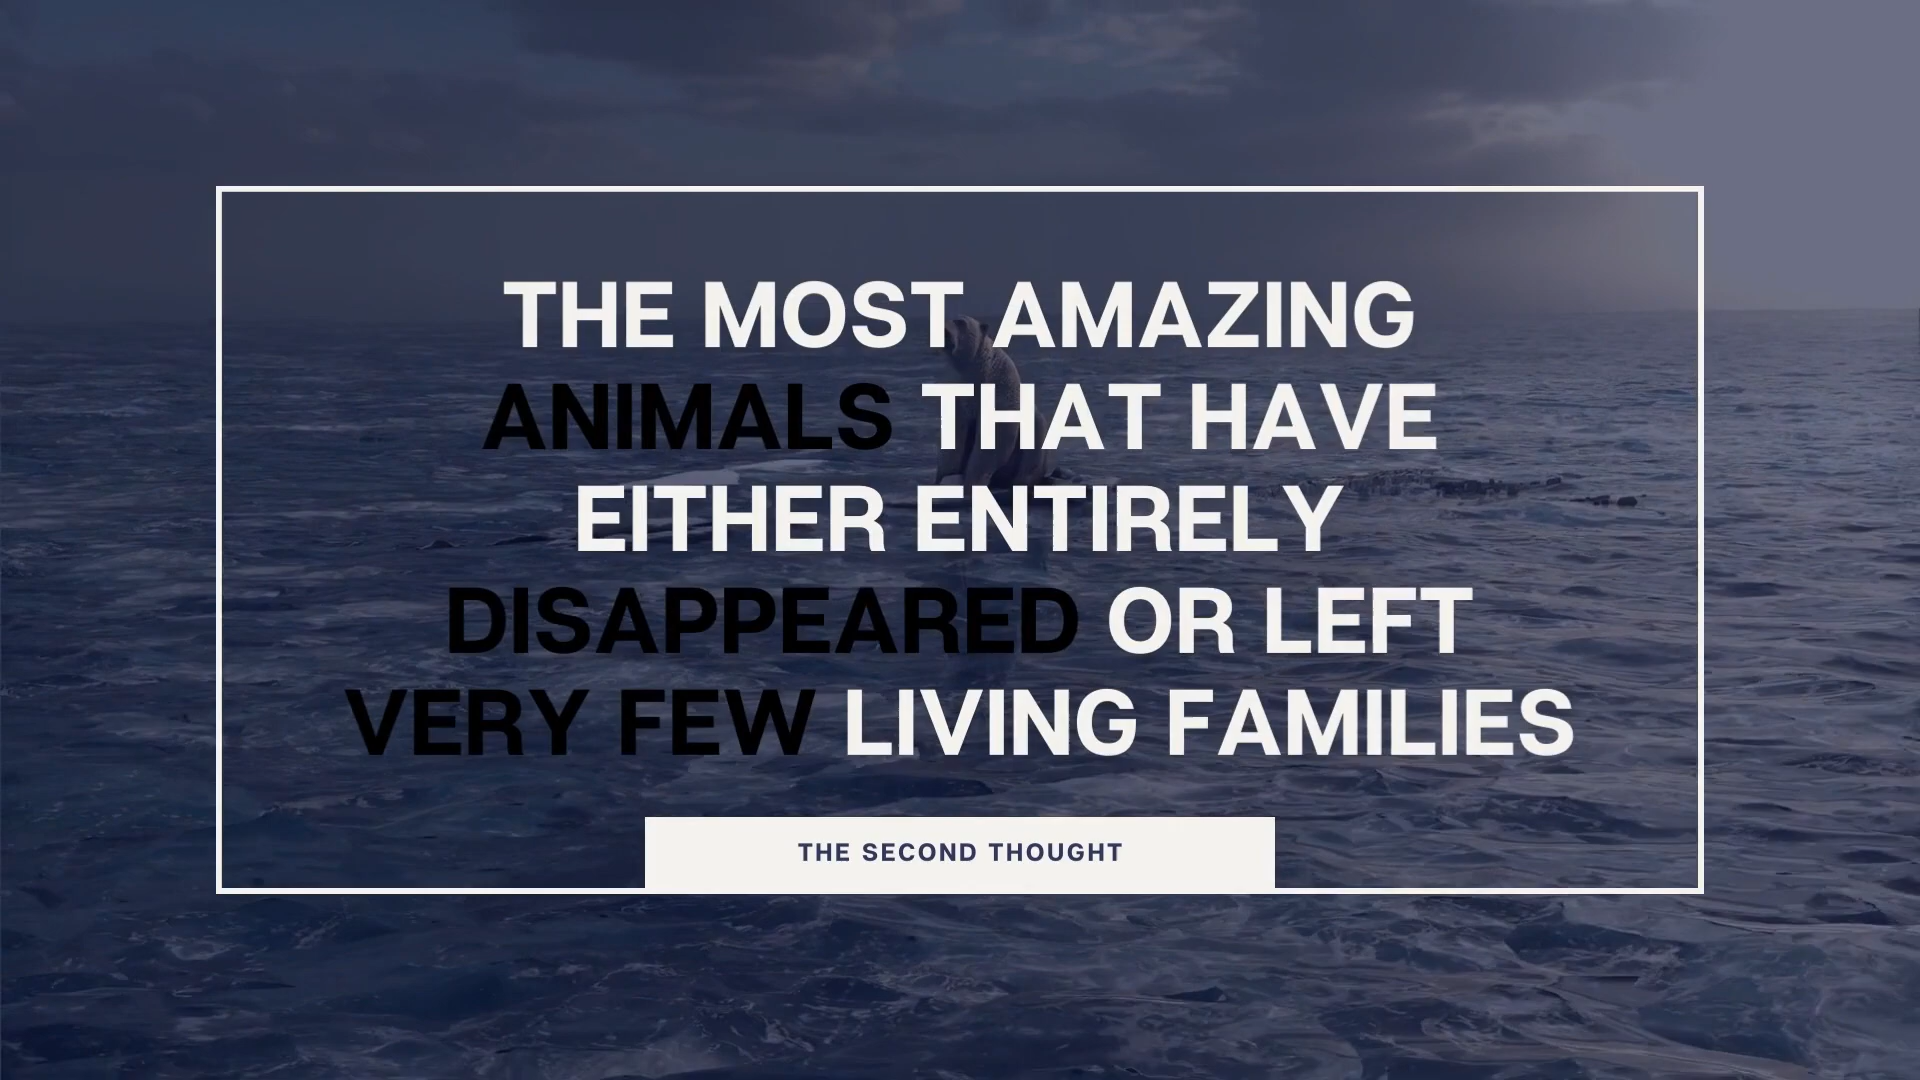 THE MOST AMAZING
ANIMALS THAT HAVE
EITHER ENTIRELY
DISAPPEARED OR LEFT
VERY FEW LIVING FAMILIES
THE SECOND THOUGHT